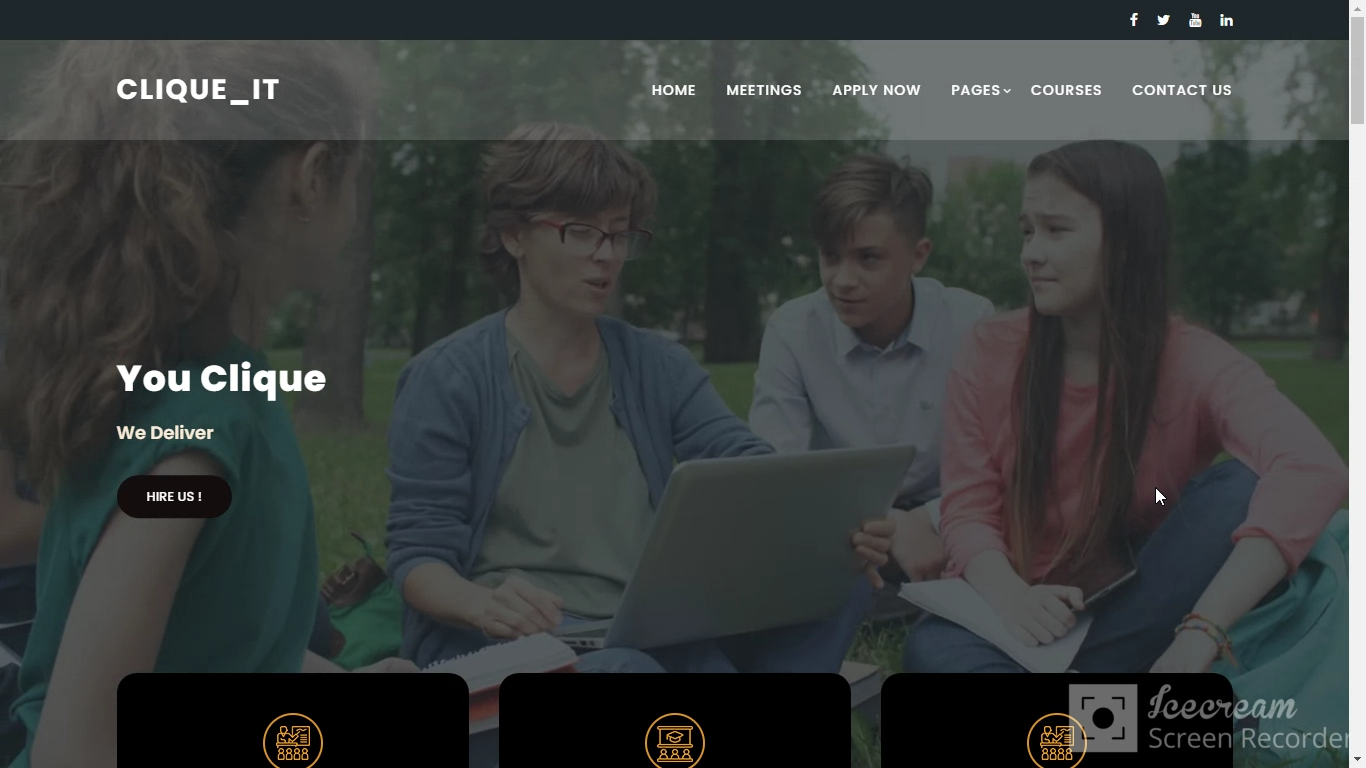 CLIQUE_IT
HOME MEETINGS APPLY NOW PAGES COURSES CONTACT US
You Clique
We Deliver
HIRE US !
Icecream
Screen Recorder